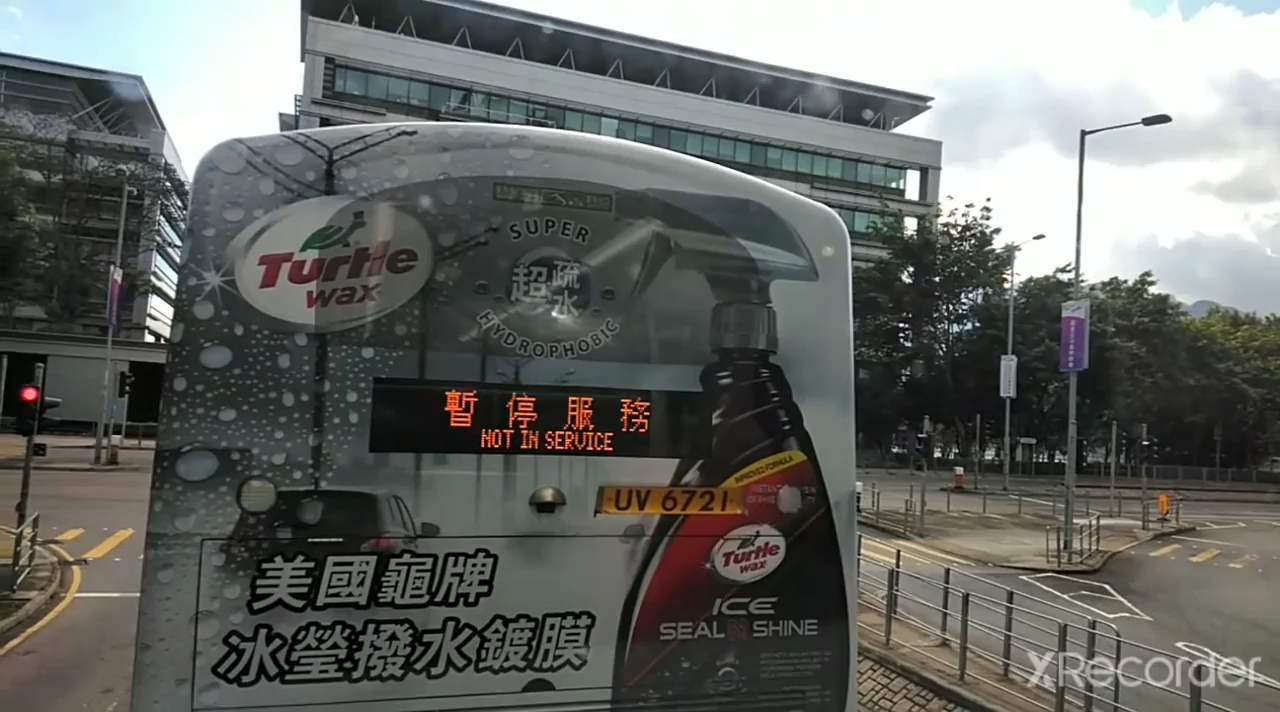 Turtle
wax
SUPER
超疏水
HYDROPHOBIC
暫停服務
NOT IN SERVICE
IMPROVED FORMULA
UV 6721
Turtle
wax
美國龜牌
冰瑩撥水鍍膜
ICE
SEAL N SHINE
XRecorder